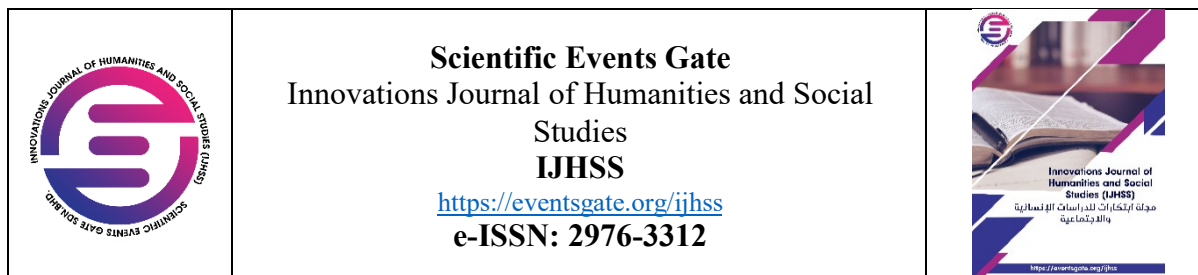 INNOVATIONS JOURNAL OF HUMANITIES AND SOCIAL STUDIES (IJHSS)
SCIENTIFIC EVENTS GATE SDN.BHD.
Scientific Events Gate
Innovations Journal of Humanities and Social
Studies
IJHSS
https://eventsgate.org/ijhss
e-ISSN: 2976-3312
Innovations Journal of
Humanities and Social
Studies (IJHSS)
مجلة ابتكارات للدراسات الإنسانية
والاجتماعية
https://eventsgate.org/ijhss